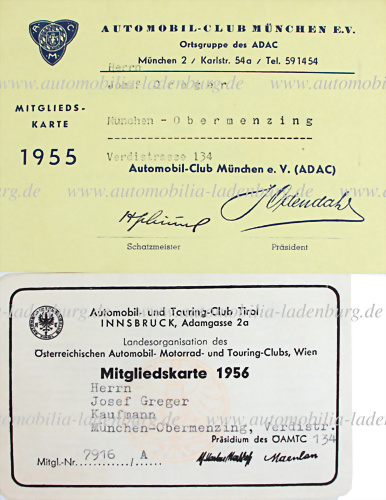 A C M
AUTOMOBIL-CLUB MÜNCHEN E.V.
Ortsgruppe des ADAC
München 2 / Karlstr. 54a / Tel. 591454
Herrn
Josef Greger
www.automobilia-ladenburg.de
MITGLIEDS-
KARTE
1955
München - Obermenzing
Verdistrasse 134
Automobil-Club München e. V. (ADAC)
Schatzmeister
Präsident
Automobil- und Touring-Club Tirol
INNSBRUCK, Adamgasse 2a
Landesorganisation des
Österreichischen Automobil- Motorrad- und Touring-Clubs, Wien
Mitgliedskarte 1956
Herrn
Josef Greger
Kaufmann
München-Obermenzing, Verdistr.
134
Präsidium des ÖAMTC
Mitgl.-Nr. 7916 A